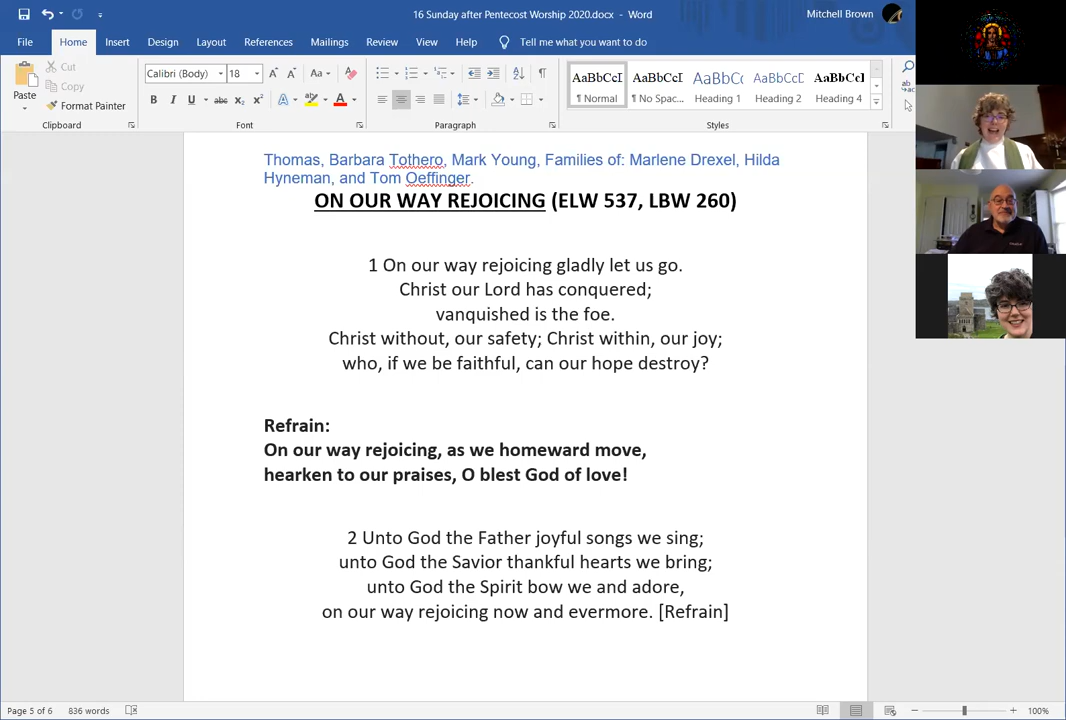 16 Sunday after Pentecost Worship 2020.docx - Word
Mitchell Brown
File Home Insert Design Layout References Mailings Review View Help Tell me what you want to do
Paste
Cut
Copy
Format Painter
Clipboard
Calibri (Body) 18
Font
Paragraph
AaBbCcI AaBbCcI AaBbC( AaBbCcI AaBbCcI
¶ Normal ¶ No Spac... Heading 1 Heading 2 Heading 4
Styles
Thomas, Barbara Tothero, Mark Young, Families of: Marlene Drexel, Hilda
Hyneman, and Tom Oeffinger.
ON OUR WAY REJOICING (ELW 537, LBW 260)
1 On our way rejoicing gladly let us go.
Christ our Lord has conquered;
vanquished is the foe.
Christ without, our safety; Christ within, our joy;
who, if we be faithful, can our hope destroy?
Refrain:
On our way rejoicing, as we homeward move,
hearken to our praises, O blest God of love!
2 Unto God the Father joyful songs we sing;
unto God the Savior thankful hearts we bring;
unto God the Spirit bow we and adore,
on our way rejoicing now and evermore. [Refrain]
Page 5 of 6 836 words
100%